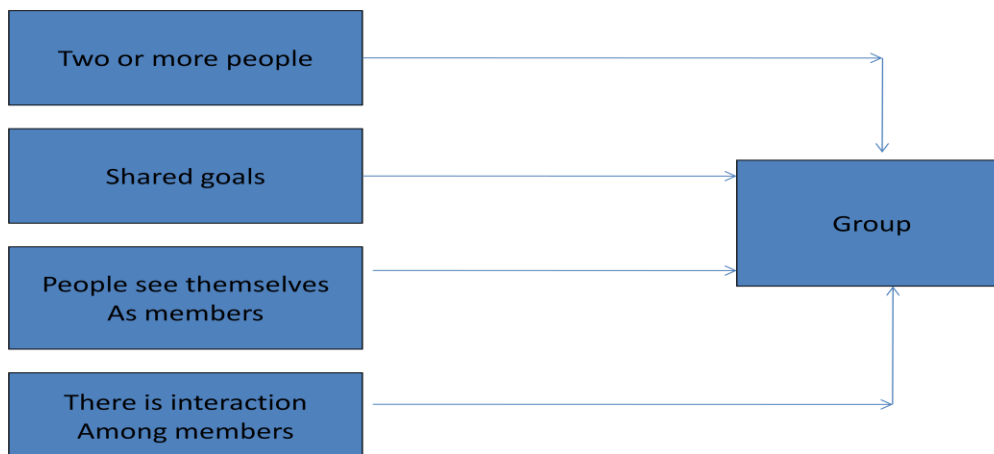 Two or more people
Shared goals
People see themselves
As members
There is interaction
Among members
Group